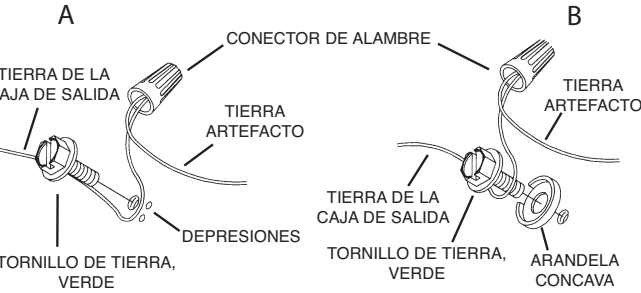 A
B
CONECTOR DE ALAMBRE
TIERRA DE LA
CAJA DE SALIDA
TIERRA
ARTEFACTO
DEPRESIONES
TORNILLO DE TIERRA,
VERDE
TIERRA
ARTEFACTO
TIERRA DE LA
CAJA DE SALIDA
TORNILLO DE TIERRA,
VERDE
ARANDELA
CONCAVA